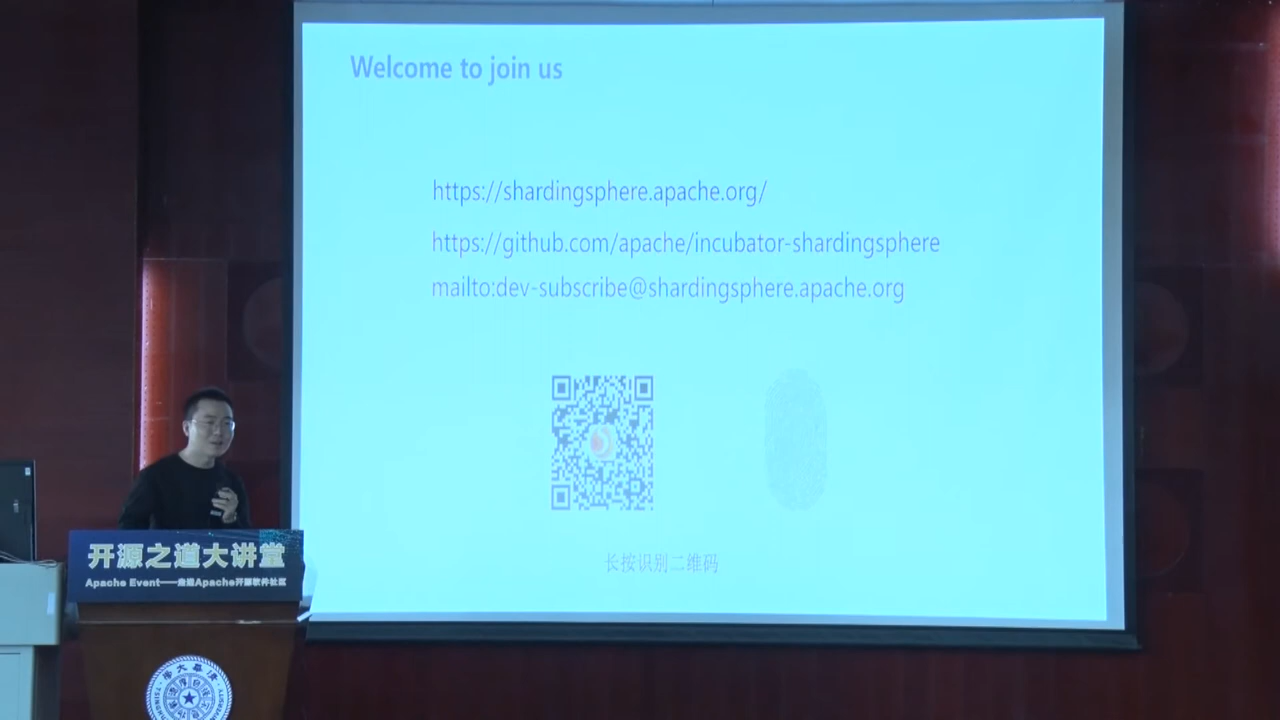 Welcome to join us
https://shardingsphere.apache.org/
https://github.com/apache/incubator-shardingsphere
mailto:dev-subscribe@shardingsphere.apache.org
长按识别二维码
开源之道大讲堂
Apache Event——走进Apache开源软件社区